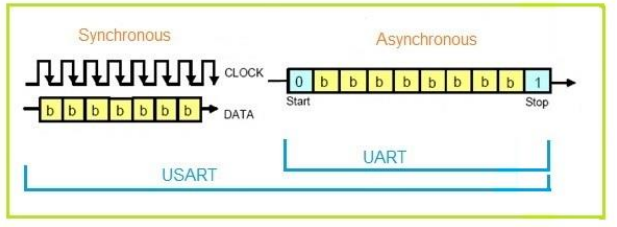 Synchronous
Asynchronous
CLOCK
0 b b b b b b b b 1
Start
Stop
b b b b b b b
DATA
UART
USART